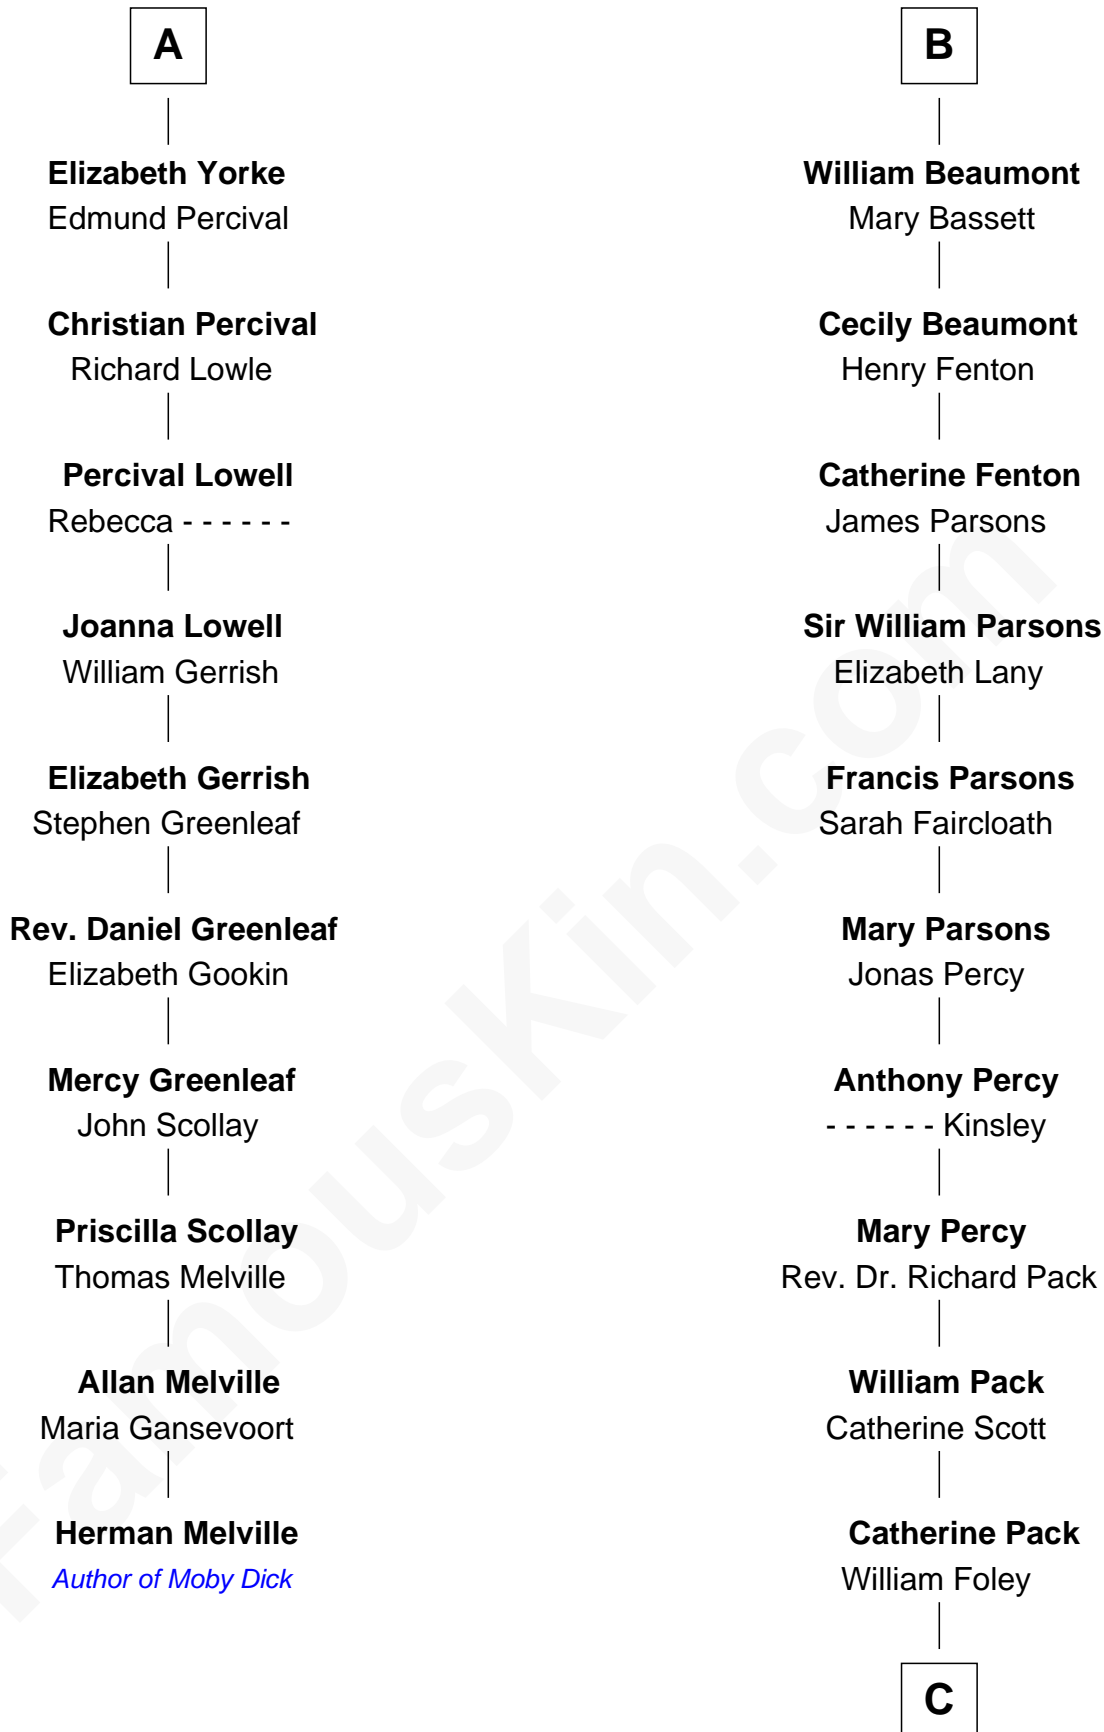 A
Elizabeth Yorke
Edmund Percival
Christian Percival
Richard Lowle
Percival Lowell
Rebecca - - - - - -
Joanna Lowell
William Gerrish
Elizabeth Gerrish
Stephen Greenleaf
Rev. Daniel Greenleaf
Elizabeth Gookin
Mercy Greenleaf
John Scollay
Priscilla Scollay
Thomas Melville
Allan Melville
Maria Gansevoort
Herman Melville
Author of Moby Dick
B
William Beaumont
Mary Bassett
Cecily Beaumont
Henry Fenton
Catherine Fenton
James Parsons
Sir William Parsons
Elizabeth Lany
Francis Parsons
Sarah Faircloath
Mary Parsons
Jonas Percy
Anthony Percy
- - - - - - Kinsley
Mary Percy
Rev. Dr. Richard Pack
William Pack
Catherine Scott
Catherine Pack
William Foley
C
FamousKin.com